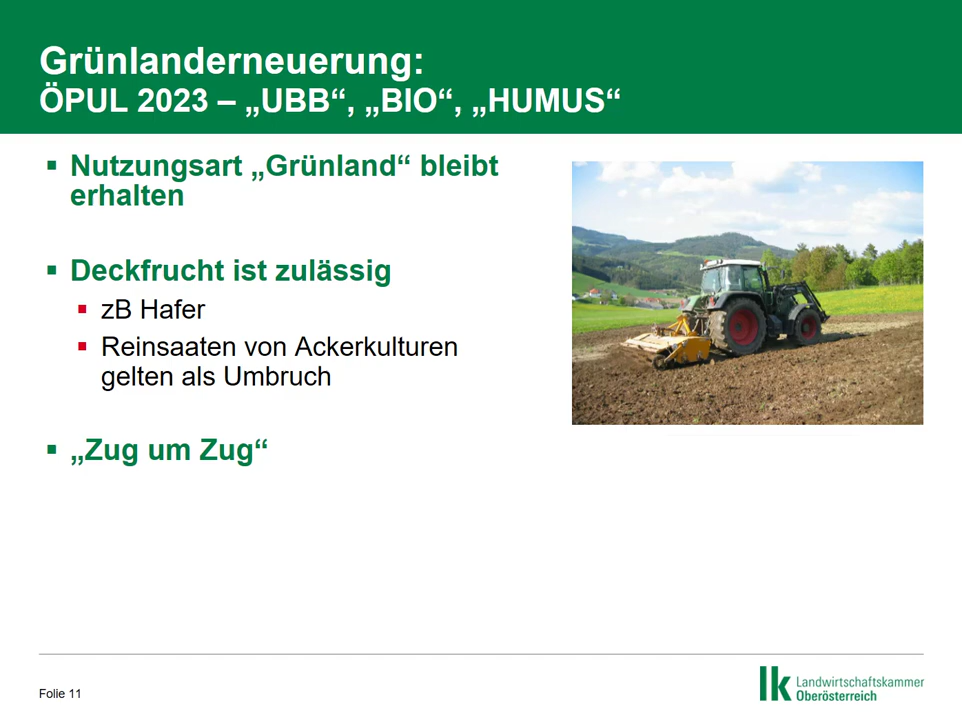 Grünlanderneuerung:
ÖPUL 2023 – „UBB“, „BIO“, „HUMUS“
▪ Nutzungsart „Grünland“ bleibt
erhalten
▪ Deckfrucht ist zulässig
▪ zB Hafer
▪ Reinsaaten von Ackerkulturen
gelten als Umbruch
▪ „Zug um Zug“
Folie 11
lk Landwirtschaftskammer
Oberösterreich